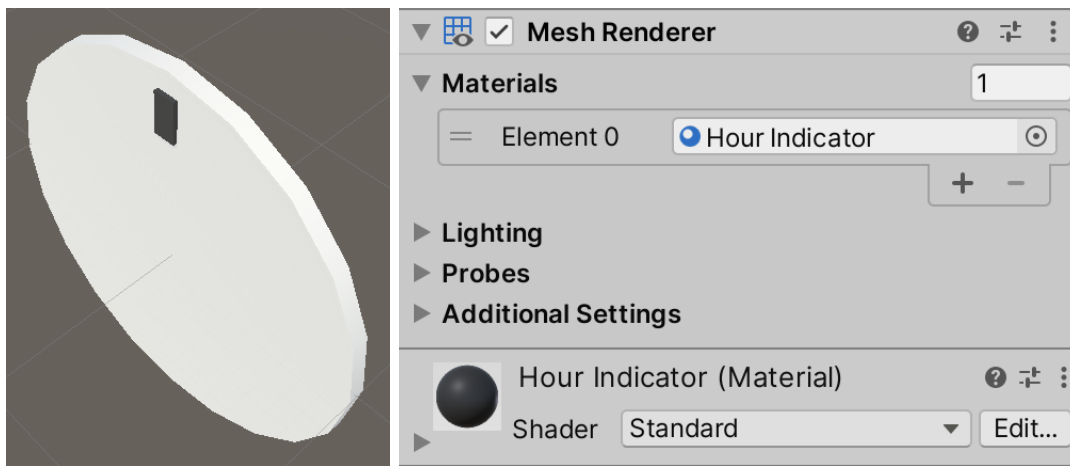 Mesh Renderer
Materials 1
Element 0 Hour Indicator
Lighting
Probes
Additional Settings
Hour Indicator (Material)
Shader Standard Edit...